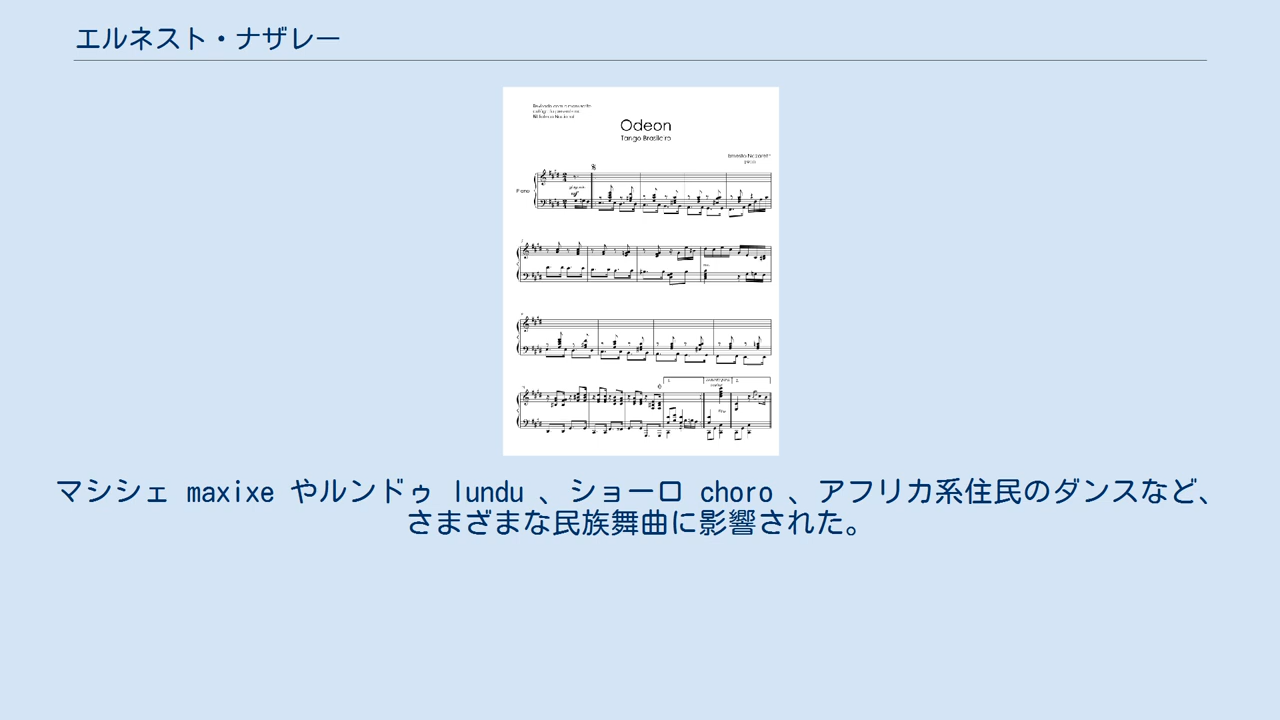 エルネスト・ナザレー
Odeon
Tango Brasileiro
Piano
マシシェ maxixe やルンドゥ lundu 、ショーロ choro 、アフリカ系住民のダンスなど、
さまざまな民族舞曲に影響された。